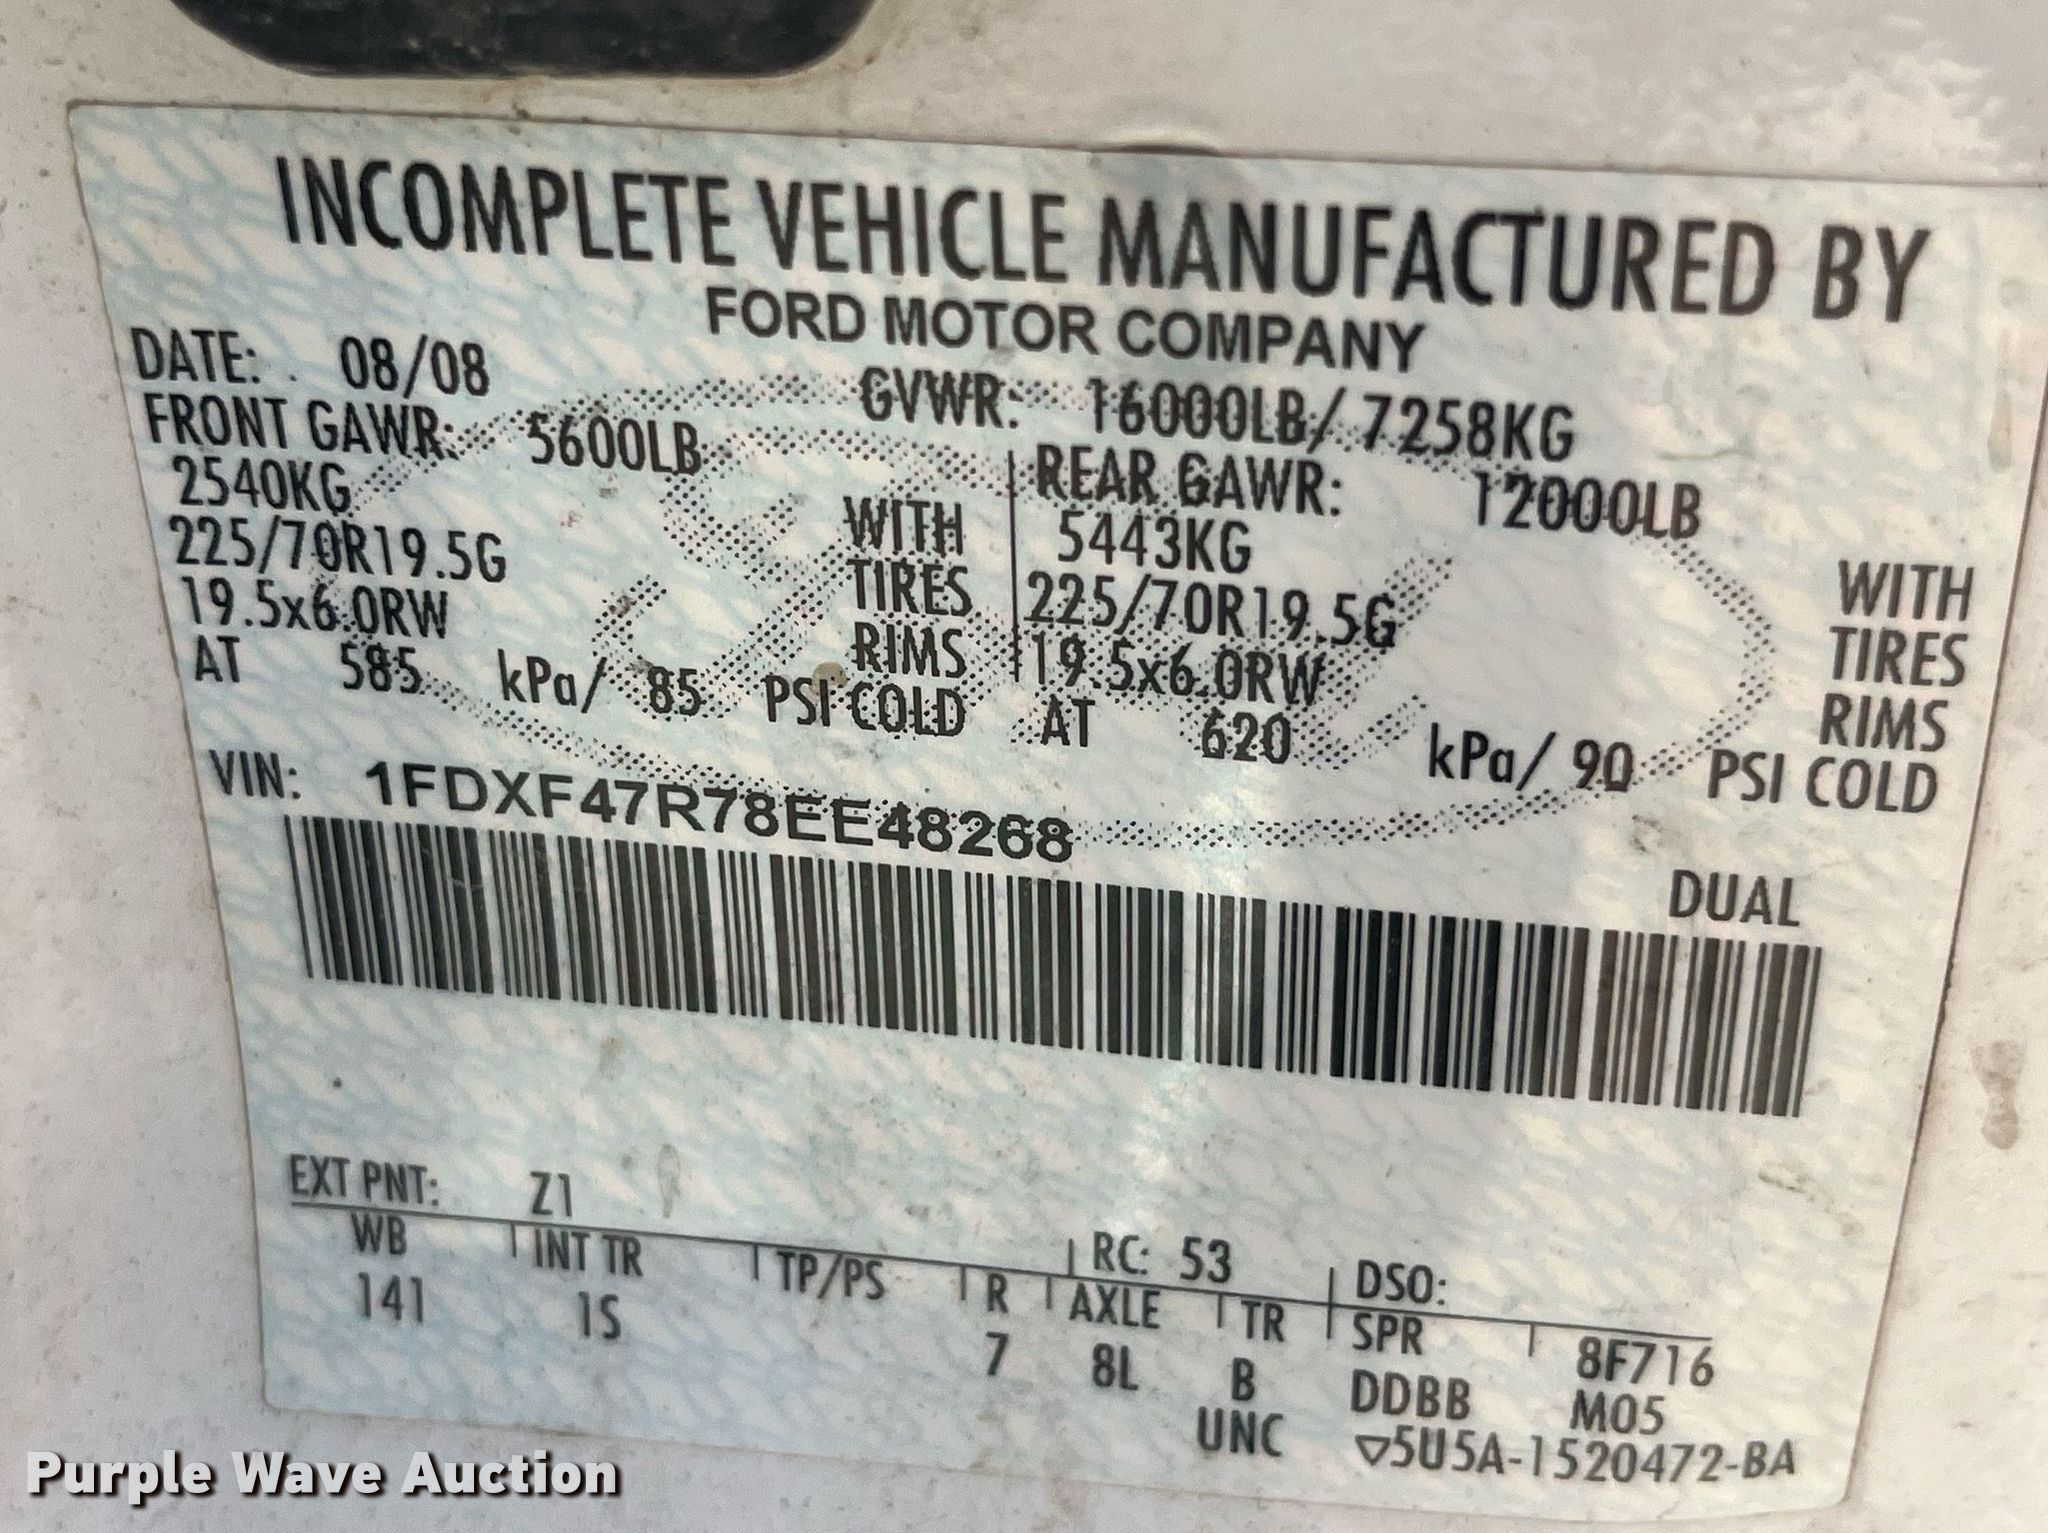 INCOMPLETE VEHICLE MANUFACTURED BY
FORD MOTOR COMPANY
DATE: 08/08 GVWR: 16000LB/ 7258KG
FRONT GAWR: 5600LB REAR GAWR: 12000LB
2540KG WITH 5443KG WITH
225/70R19.5G TIRES 225/70R19.5G TIRES
19.5x6.0RW RIMS 19.5x6.0RW RIMS
AT 585 kPa/ 85 PSI COLD AT 620 kPa/ 90 PSI COLD
VIN: 1FDXF47R78EE48268
DUAL
EXT PNT: Z1 RC: 53 DSO:
WB INT TR TP/PS R AXLE TR SPR 8F716
141 1S 7 8L B DDBB M05
UNC ▽5U5A-1520472-BA
Purple Wave Auction